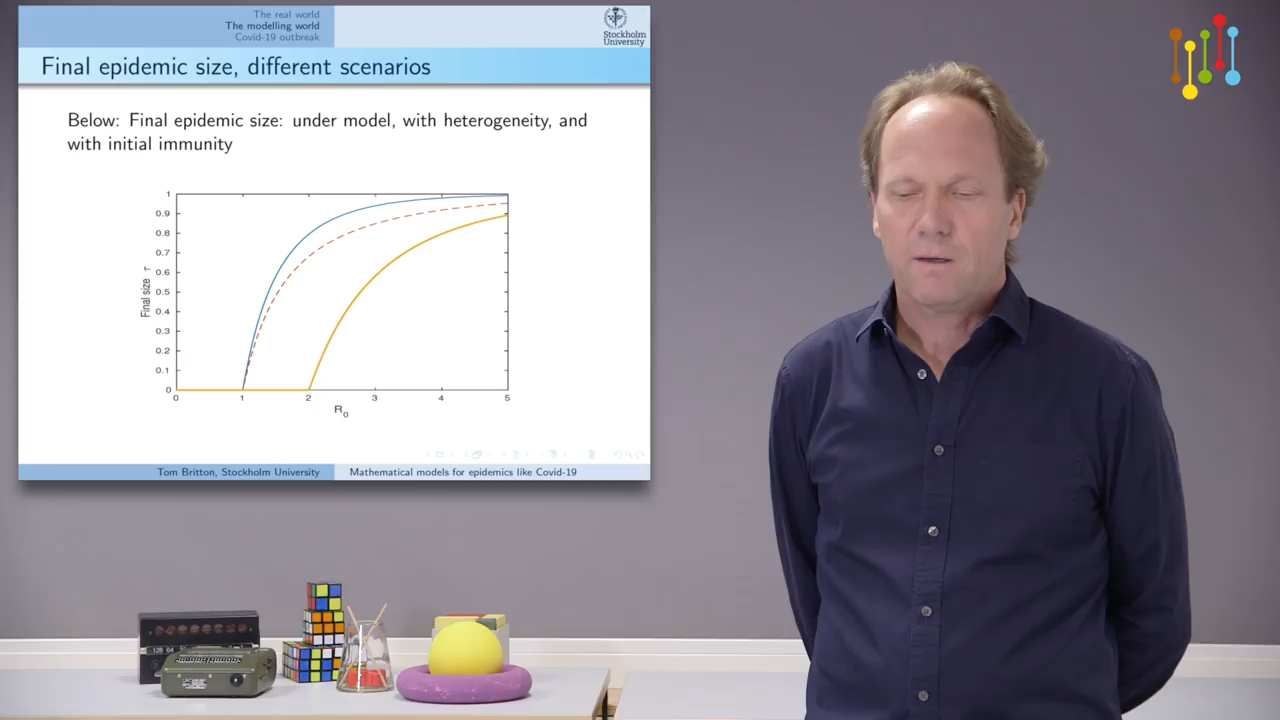 The real world
The modelling world
Covid-19 outbreak
Stockholm
University
Final epidemic size, different scenarios
Below: Final epidemic size: under model, with heterogeneity, and
with initial immunity
1
0.9
0.8
0.7
0.6
0.5
0.4
0.3
0.2
0.1
0
Final size τ
0 1 2 3 4 5
R₀
Tom Britton, Stockholm University Mathematical models for epidemics like Covid-19
128 64